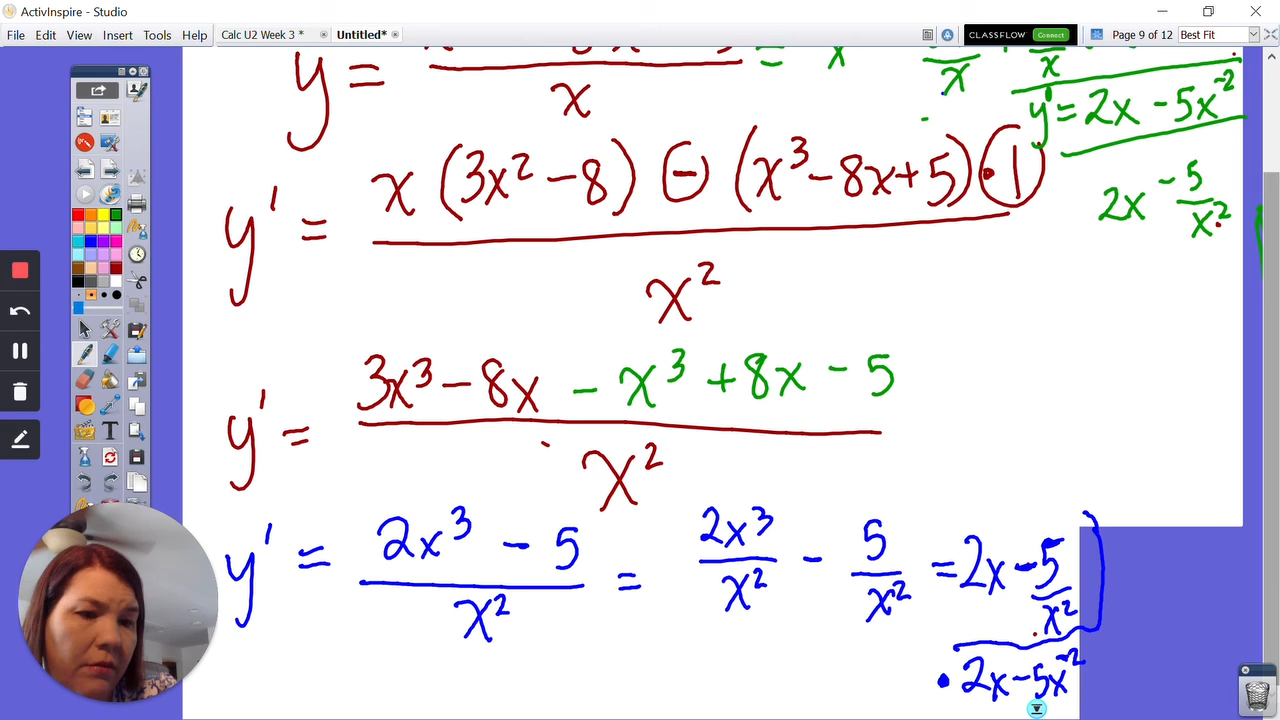 ActivInspire - Studio
File Edit View Insert Tools Help
Calc U2 Week 3 * Untitled*
CLASSFLOW Connect
Page 9 of 12 Best Fit
y = / x
x / x
y' = 2x - 5x⁻²
2x - 5/x²
y' = x(3x² - 8) - (x³ - 8x + 5) · 1 / x²
y' = 3x³ - 8x - x³ + 8x - 5 / x²
y' = 2x³ - 5 / x² = 2x³/x² - 5/x² = 2x - 5/x²
· 2x - 5x⁻²